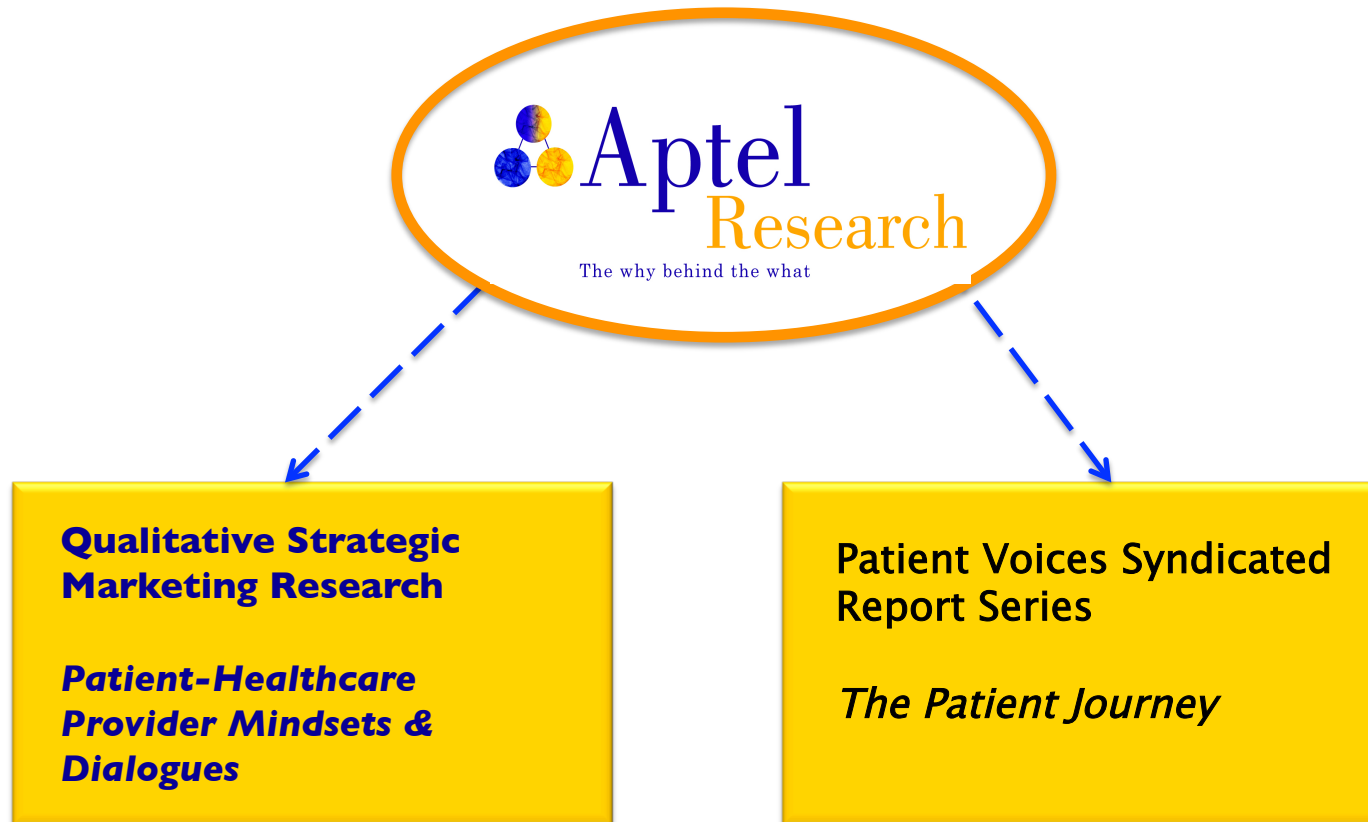 Aptel
Research
The why behind the what
Qualitative Strategic
Marketing Research
Patient-Healthcare
Provider Mindsets &
Dialogues
Patient Voices Syndicated
Report Series
The Patient Journey